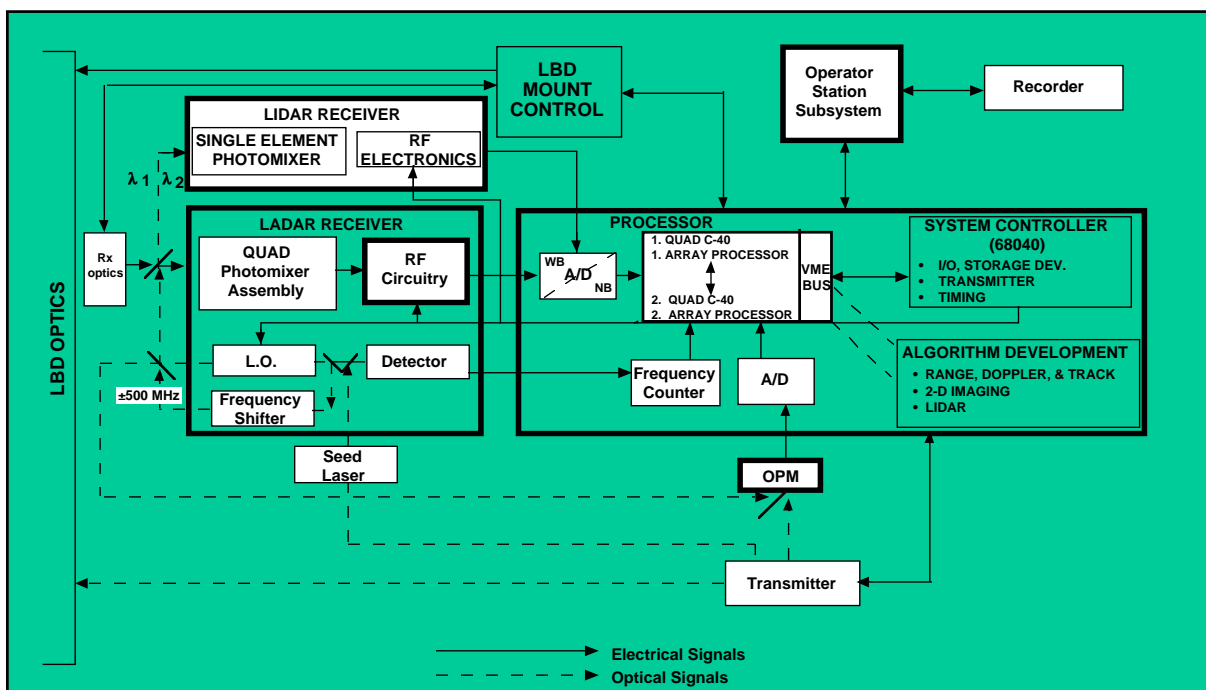 LBD
MOUNT
CONTROL
Operator
Station
Subsystem
Recorder
LIDAR RECEIVER
SINGLE ELEMENT
PHOTOMIXER
RF
ELECTRONICS
λ 1
λ 2
LBD OPTICS
Rx
optics
LADAR RECEIVER
QUAD
Photomixer
Assembly
RF
Circuitry
L.O.
Detector
±500 MHz
Frequency
Shifter
Seed
Laser
PROCESSOR
WB
A/D
NB
1. QUAD C-40
1. ARRAY PROCESSOR
2. QUAD C-40
2. ARRAY PROCESSOR
VME
BUS
SYSTEM CONTROLLER
(68040)
• I/O, STORAGE DEV.
• TRANSMITTER
• TIMING
Frequency
Counter
A/D
ALGORITHM DEVELOPMENT
• RANGE, DOPPLER, & TRACK
• 2-D IMAGING
• LIDAR
OPM
Transmitter
Electrical Signals
Optical Signals